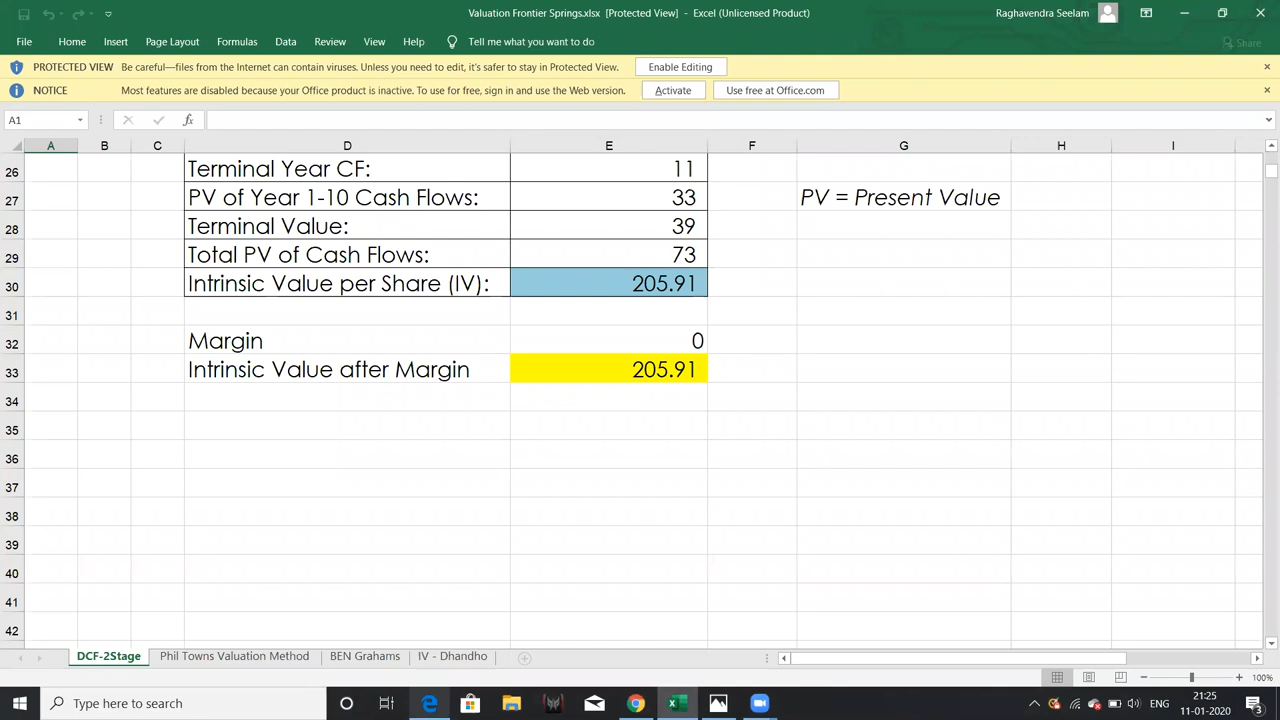 Valuation Frontier Springs.xlsx [Protected View] - Excel (Unlicensed Product)
Raghavendra Seelam
File Home Insert Page Layout Formulas Data Review View Help Tell me what you want to do Share
PROTECTED VIEW Be careful—files from the Internet can contain viruses. Unless you need to edit, it's safer to stay in Protected View. Enable Editing
NOTICE Most features are disabled because your Office product is inactive. To use for free, sign in and use the Web version. Activate Use free at Office.com
A1 fx
A B C D E F G H I
26 Terminal Year CF: 11
27 PV of Year 1-10 Cash Flows: 33 PV = Present Value
28 Terminal Value: 39
29 Total PV of Cash Flows: 73
30 Intrinsic Value per Share (IV): 205.91
31
32 Margin 0
33 Intrinsic Value after Margin 205.91
34
35
36
37
38
39
40
41
42
DCF-2Stage Phil Towns Valuation Method BEN Grahams IV - Dhandho
100%
Type here to search
ENG
21:25
11-01-2020
3